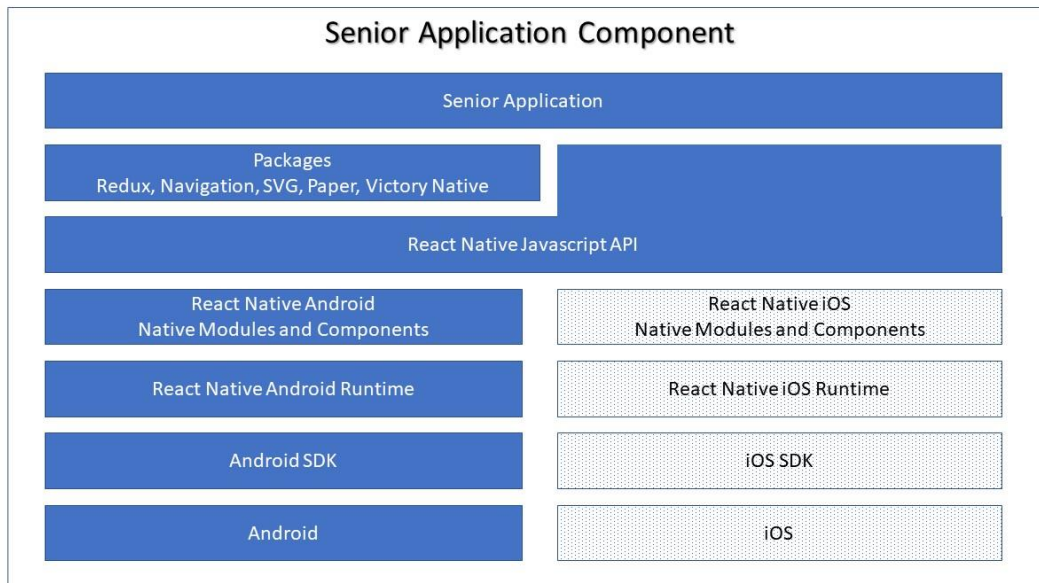 Senior Application Component
Senior Application
Packages
Redux, Navigation, SVG, Paper, Victory Native
React Native Javascript API
React Native Android
Native Modules and Components
React Native iOS
Native Modules and Components
React Native Android Runtime
React Native iOS Runtime
Android SDK
iOS SDK
Android
iOS